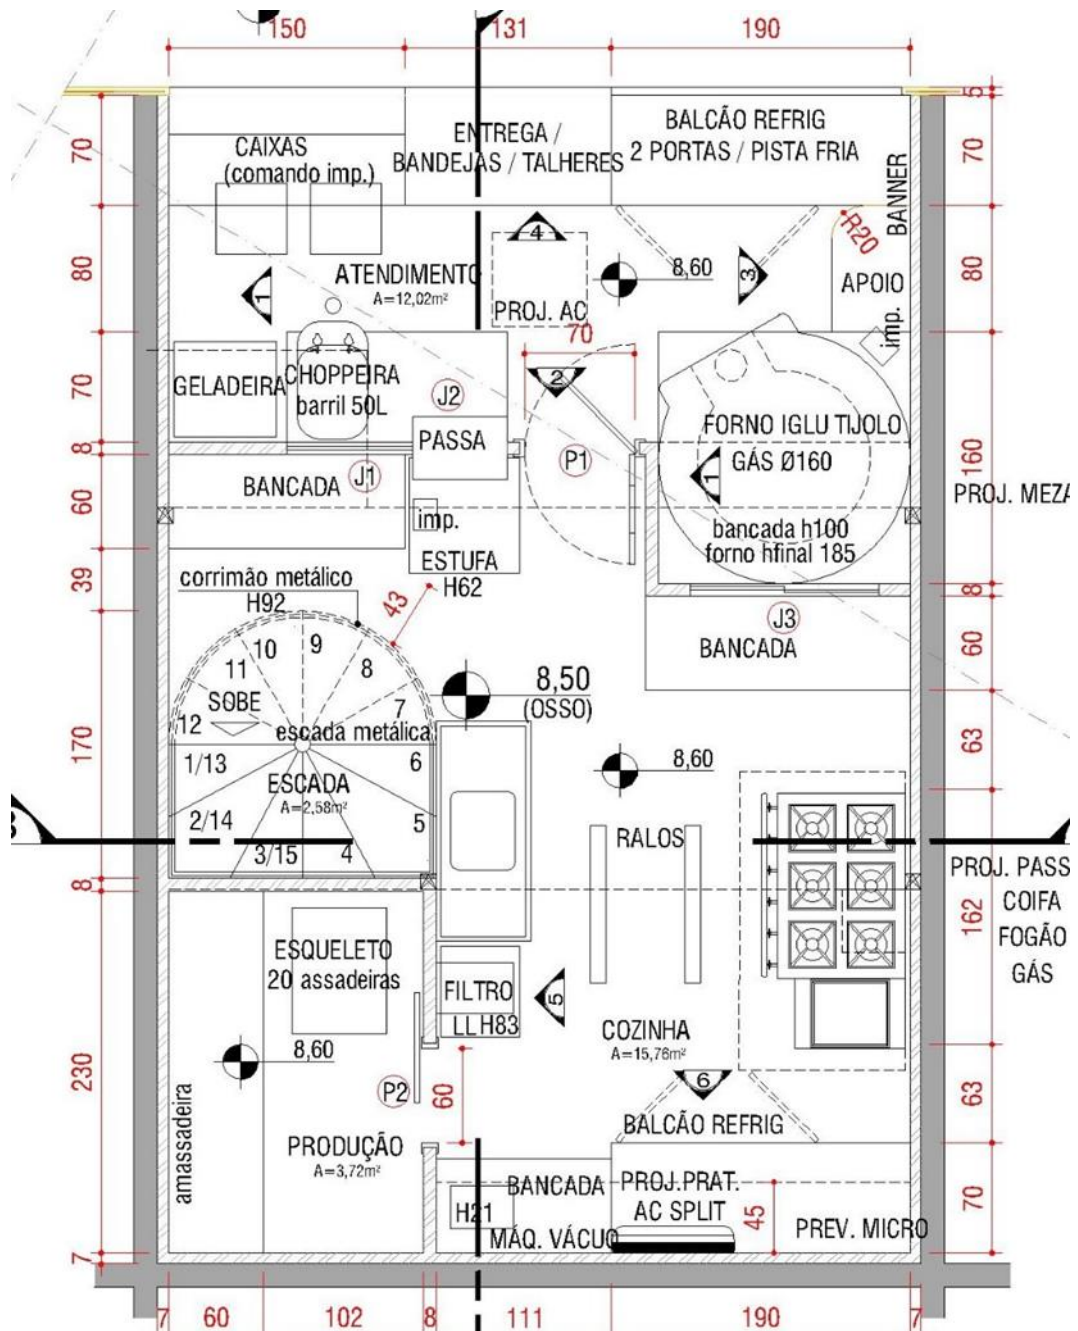 150 131 190
5
70 CAIXAS ENTREGA / BALCÃO REFRIG 70
(comando imp.) BANDEJAS / TALHERES 2 PORTAS / PISTA FRIA
BANNER
R20
4
80 ATENDIMENTO 8,60 3 APOIO 80
1 A=12,02m²
PROJ. AC
imp.
70
2
GELADEIRA CHOPPEIRA
70 barril 50L J2
PASSA FORNO IGLU TIJOLO
8 P1 GÁS Ø160 160
J1 1
60 BANCADA PROJ. MEZA
imp. bancada h100
ESTUFA forno hfinal 185
H62
39 corrimão metálico 8
H92 43
J3
9 BANCADA 60
10 8
11
SOBE 8,50
12 7 (OSSO)
170 escada metálica 63
1/13 6 8,60
ESCADA
A=2,58m²
2/14 5
3/15 4 RALOS
8 PROJ. PASS
162 COIFA
FOGÃO
GÁS
ESQUELETO
20 assadeiras
FILTRO 5
LL H83
COZINHA
8,60 A=15,76m²
230 P2 60 6 63
amassadeira
BALCÃO REFRIG
PRODUÇÃO
A=3,72m²
BANCADA PROJ.PRAT.
H21 AC SPLIT 45 PREV. MICRO 70
MÁQ. VÁCUO
7
7 60 102 8 111 190 7